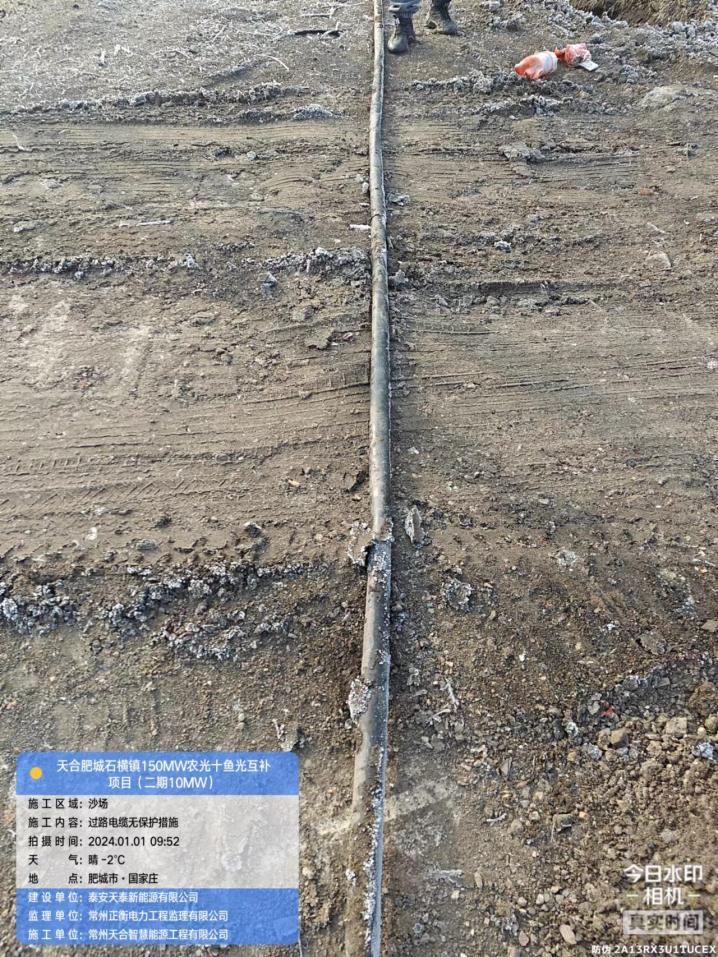 天合肥城石横镇150MW农光十鱼光互补
项目（二期10MW）
施工区域：沙场
施工内容：过路电缆无保护措施
拍摄时间：2024.01.01 09:52
天气：晴 -2℃
地点：肥城市·国家庄
建设单位：泰安天泰新能源有限公司
监理单位：常州正衡电力工程监理有限公司
施工单位：常州天合智慧能源工程有限公司
今日水印
相机
真实时间
防伪 2A13RX3U1TUCEX